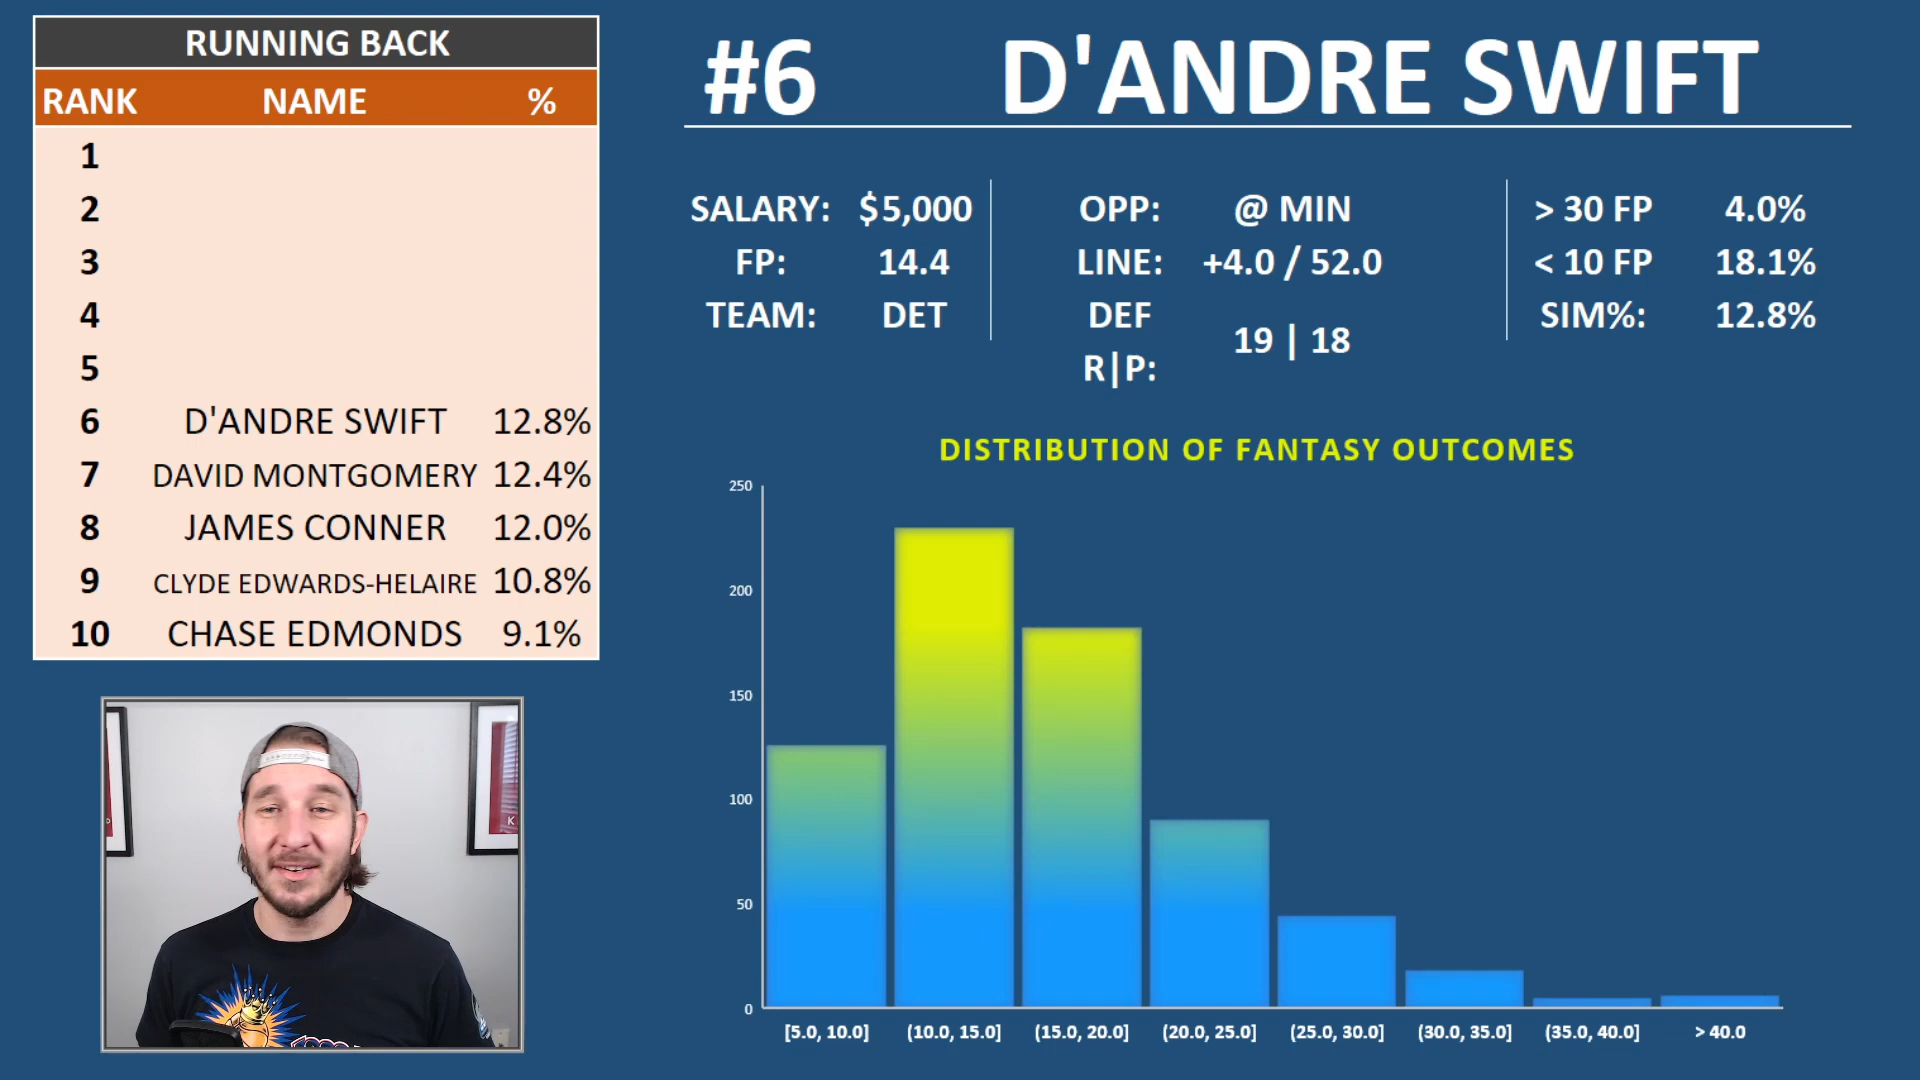 RUNNING BACK
RANK NAME %
1
2
3
4
5
6 D'ANDRE SWIFT 12.8%
7 DAVID MONTGOMERY 12.4%
8 JAMES CONNER 12.0%
9 CLYDE EDWARDS-HELAIRE 10.8%
10 CHASE EDMONDS 9.1%
#6 D'ANDRE SWIFT
SALARY: $5,000
FP: 14.4
TEAM: DET
OPP: @ MIN
LINE: +4.0 / 52.0
DEF
R|P: 19 | 18
> 30 FP 4.0%
< 10 FP 18.1%
SIM%: 12.8%
DISTRIBUTION OF FANTASY OUTCOMES
250
200
150
100
50
0
[5.0, 10.0] (10.0, 15.0] (15.0, 20.0] (20.0, 25.0] (25.0, 30.0] (30.0, 35.0] (35.0, 40.0] > 40.0
K